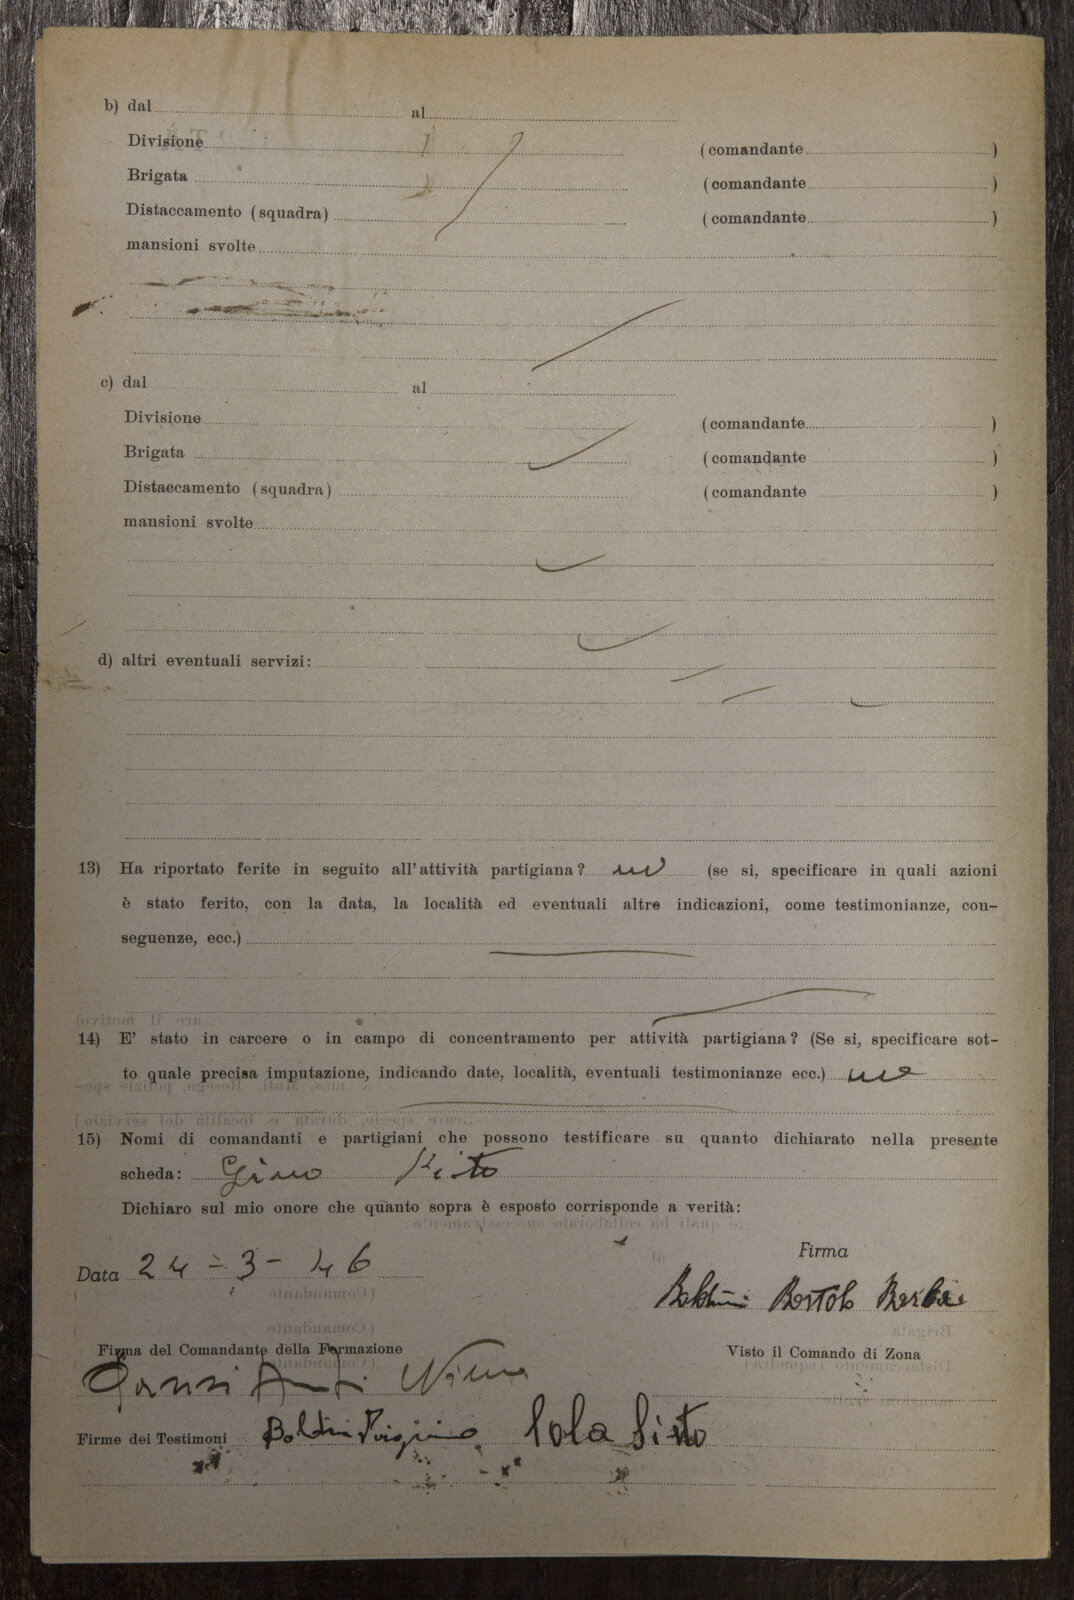 b) dal al
Divisione (comandante )
Brigata (comandante )
Distaccamento (squadra) (comandante )
mansioni svolte
c) dal al
Divisione (comandante )
Brigata (comandante )
Distaccamento (squadra) (comandante )
mansioni svolte
d) altri eventuali servizi:
13) Ha riportato ferite in seguito all'attività partigiana? no (se si, specificare in quali azioni
è stato ferito, con la data, la località ed eventuali altre indicazioni, come testimonianze, con-
seguenze, ecc.)
14) E' stato in carcere o in campo di concentramento per attività partigiana? (Se si, specificare sot-
to quale precisa imputazione, indicando date, località, eventuali testimonianze ecc.) no
15) Nomi di comandanti e partigiani che possono testificare su quanto dichiarato nella presente
scheda: Gino
Dichiaro sul mio onore che quanto sopra è esposto corrisponde a verità:
Firma
Data 24-3-46
Boldini Bortolo
Firma del Comandante della Formazione Visto il Comando di Zona
Firme dei Testimoni Boldini Sola Sisto